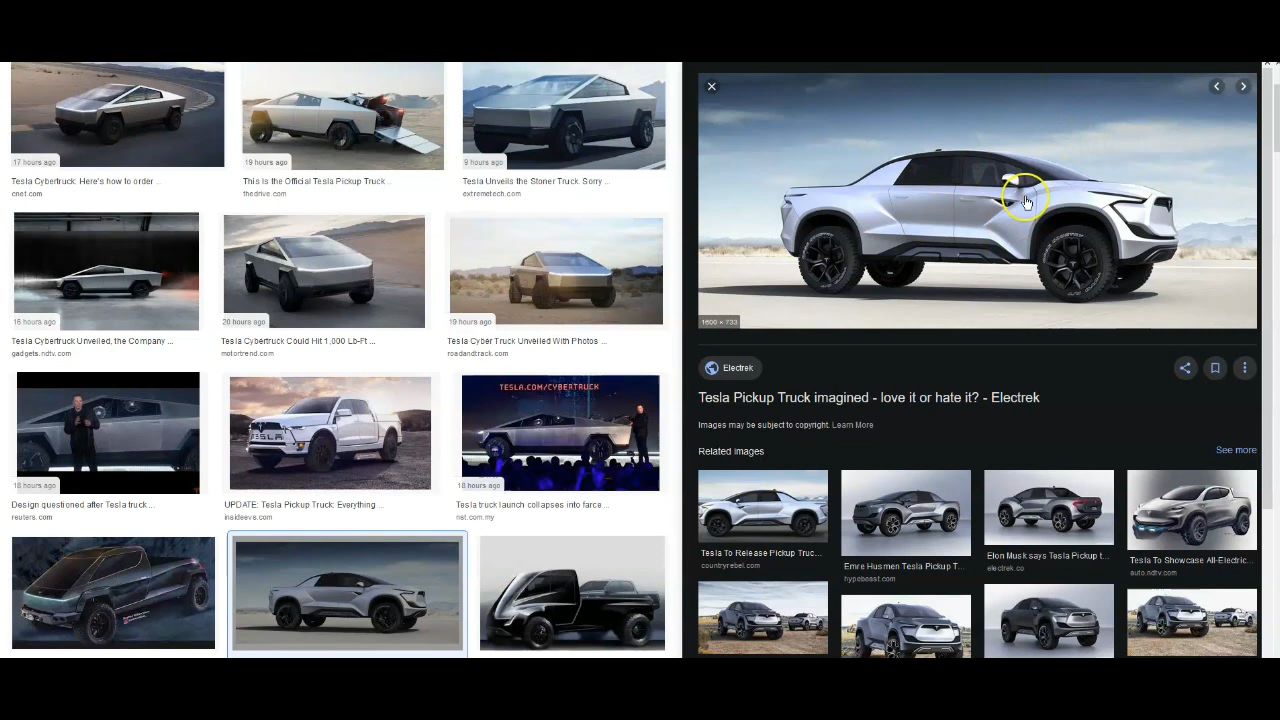 17 hours ago
Tesla Cybertruck: Here's how to order ...
cnet.com
19 hours ago
This Is the Official Tesla Pickup Truck...
thedrive.com
9 hours ago
Tesla Unveils the Stoner Truck. Sorry ...
extremetech.com
16 hours ago
Tesla Cybertruck Unveiled, the Company ...
gadgets.ndtv.com
20 hours ago
Tesla Cybertruck Could Hit 1,000 Lb-Ft ...
motortrend.com
19 hours ago
Tesla Cyber Truck Unveiled With Photos ...
roadandtrack.com
18 hours ago
Design questioned after Tesla truck ...
reuters.com
TESLA
UPDATE: Tesla Pickup Truck: Everything ...
insideevs.com
TESLA.COM/CYBERTRUCK
18 hours ago
Tesla truck launch collapses into farce ...
nst.com.my
1600 × 733
Electrek
Tesla Pickup Truck imagined - love it or hate it? - Electrek
Images may be subject to copyright. Learn More
Related images
See more
Tesla To Release Pickup Truc...
countryrebel.com
Emre Husmen Tesla Pickup T...
hypebeast.com
Elon Musk says Tesla Pickup t...
electrek.co
Tesla To Showcase All-Electric...
auto.ndtv.com